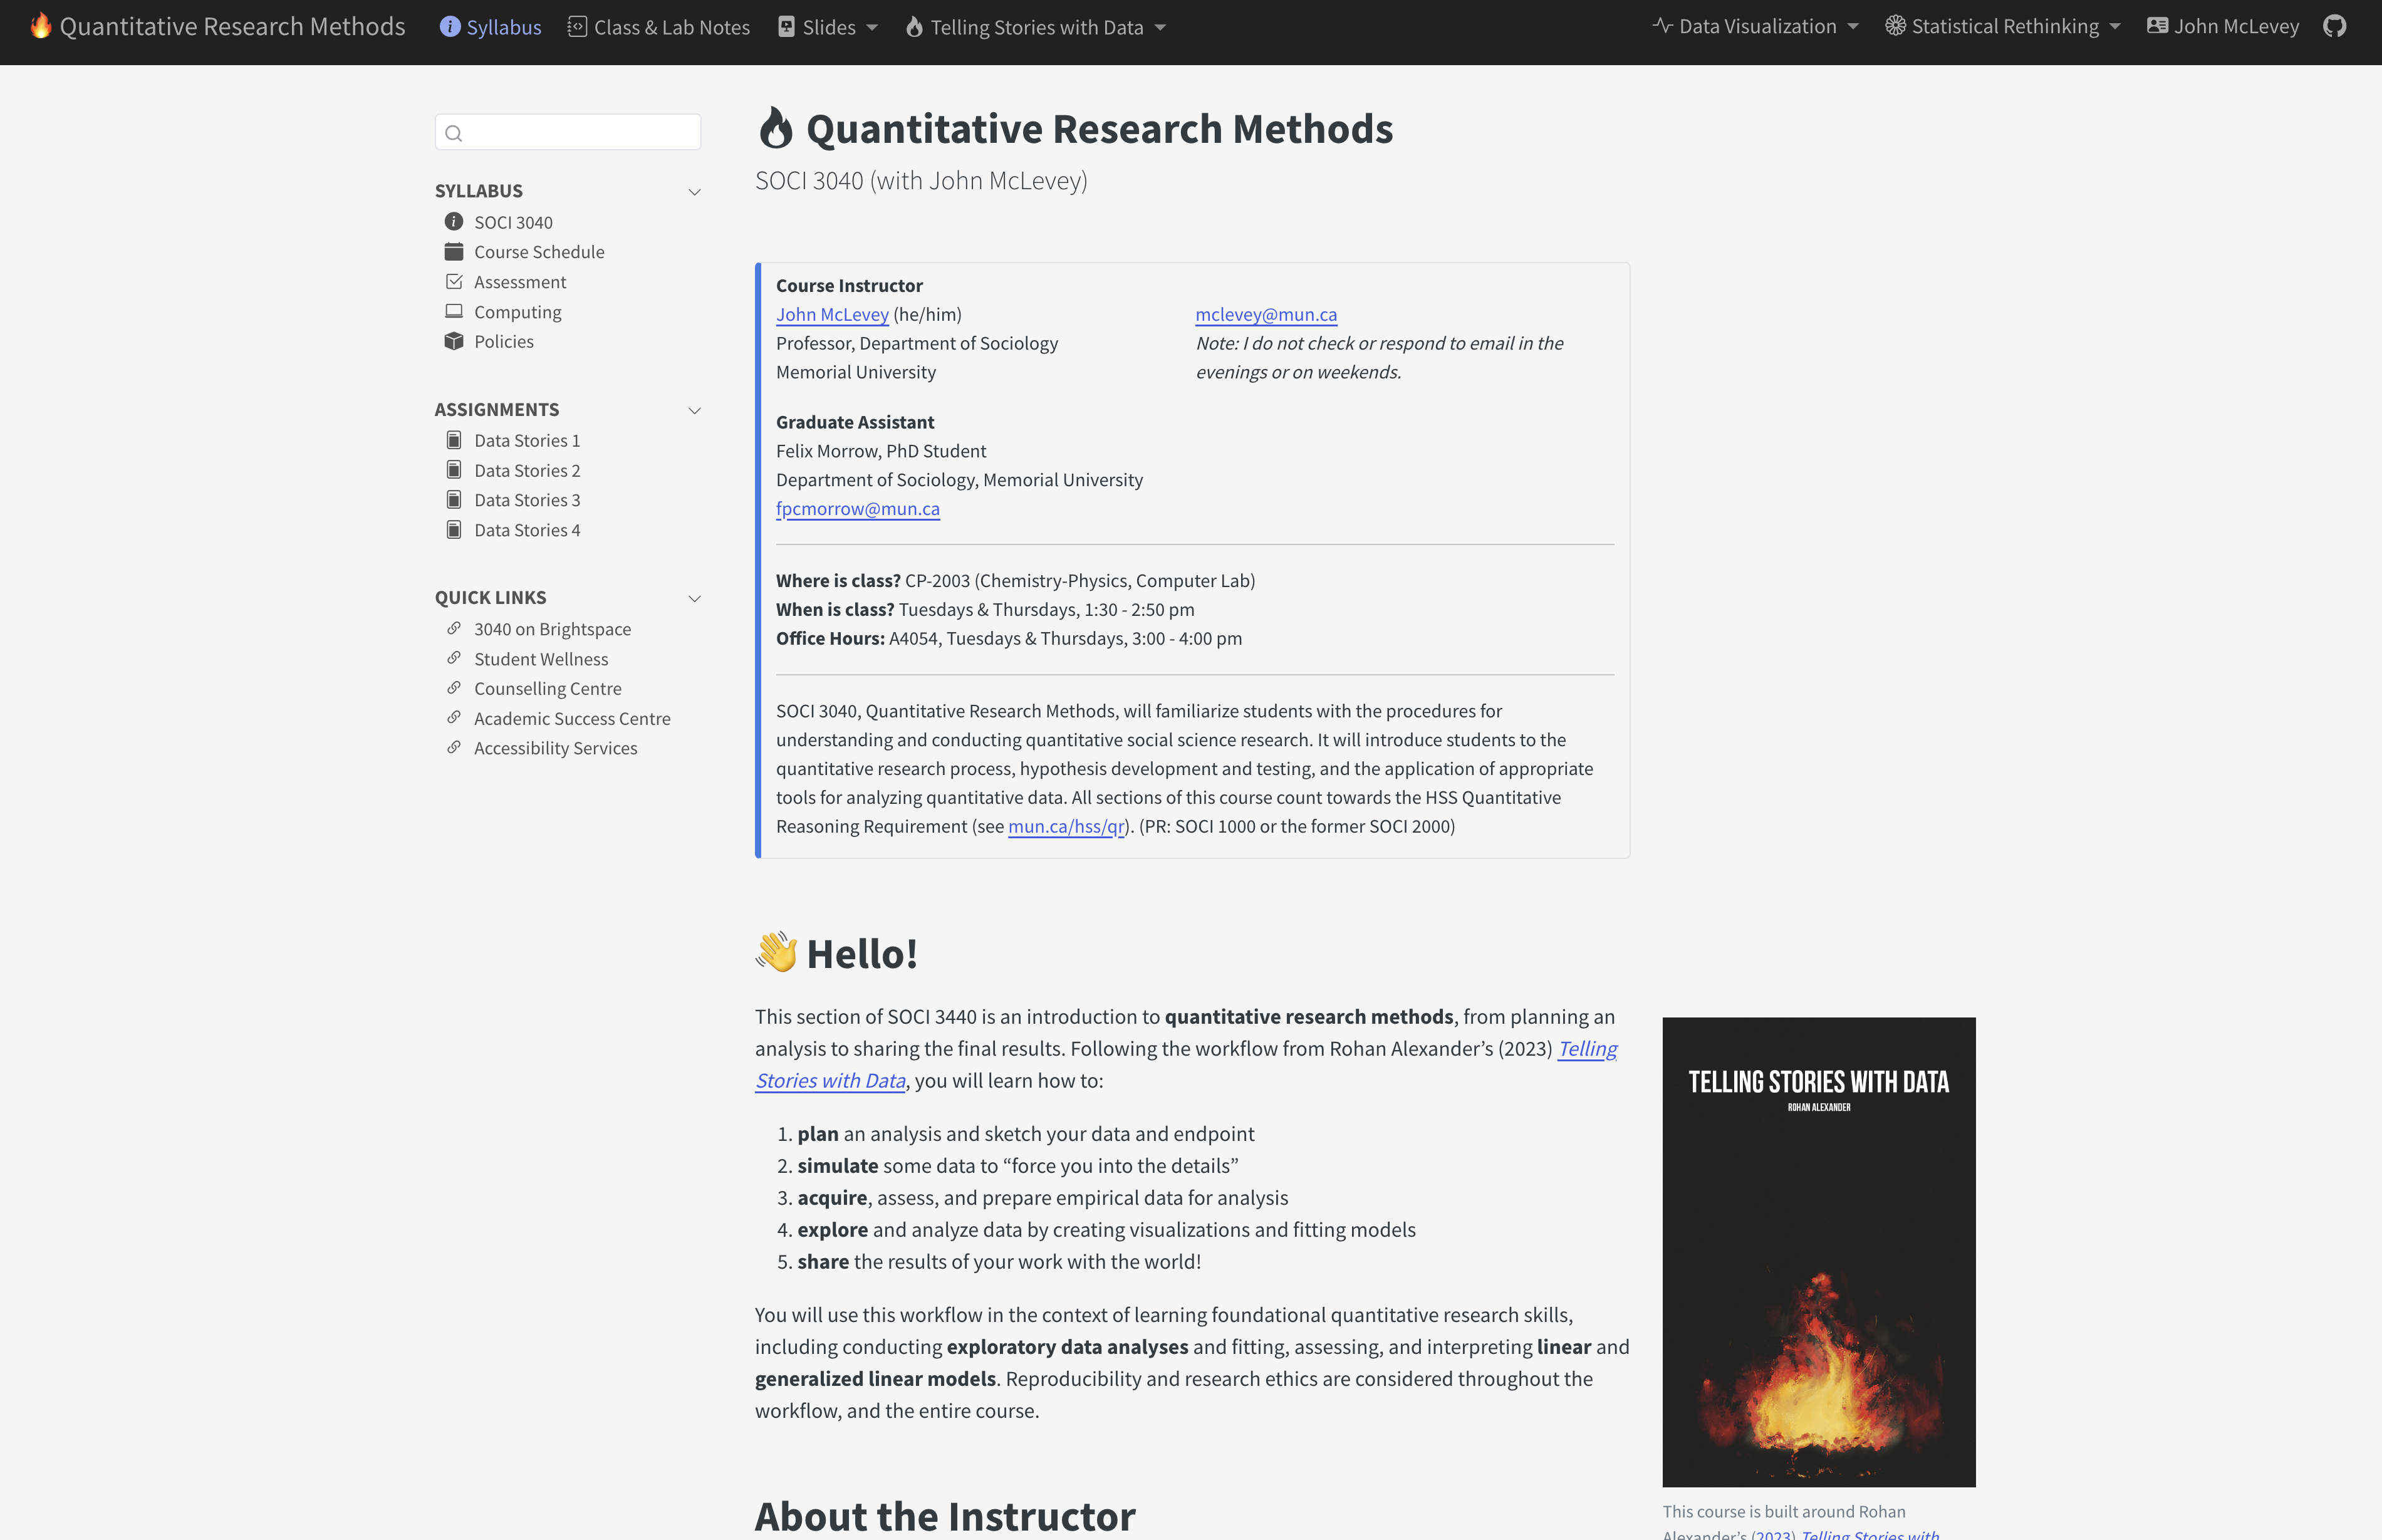 Quantitative Research Methods Syllabus Class & Lab Notes Slides Telling Stories with Data Data Visualization Statistical Rethinking John McLevey
SYLLABUS
SOCI 3040
Course Schedule
Assessment
Computing
Policies
ASSIGNMENTS
Data Stories 1
Data Stories 2
Data Stories 3
Data Stories 4
QUICK LINKS
3040 on Brightspace
Student Wellness
Counselling Centre
Academic Success Centre
Accessibility Services
Quantitative Research Methods
SOCI 3040 (with John McLevey)
Course Instructor
John McLevey (he/him)
Professor, Department of Sociology
Memorial University
mclevey@mun.ca
Note: I do not check or respond to email in the
evenings or on weekends.
Graduate Assistant
Felix Morrow, PhD Student
Department of Sociology, Memorial University
fpcmorrow@mun.ca
Where is class? CP-2003 (Chemistry-Physics, Computer Lab)
When is class? Tuesdays & Thursdays, 1:30 - 2:50 pm
Office Hours: A4054, Tuesdays & Thursdays, 3:00 - 4:00 pm
SOCI 3040, Quantitative Research Methods, will familiarize students with the procedures for
understanding and conducting quantitative social science research. It will introduce students to the
quantitative research process, hypothesis development and testing, and the application of appropriate
tools for analyzing quantitative data. All sections of this course count towards the HSS Quantitative
Reasoning Requirement (see mun.ca/hss/qr). (PR: SOCI 1000 or the former SOCI 2000)
👋 Hello!
This section of SOCI 3440 is an introduction to quantitative research methods, from planning an
analysis to sharing the final results. Following the workflow from Rohan Alexander’s (2023) Telling
Stories with Data, you will learn how to:
1. plan an analysis and sketch your data and endpoint
2. simulate some data to “force you into the details”
3. acquire, assess, and prepare empirical data for analysis
4. explore and analyze data by creating visualizations and fitting models
5. share the results of your work with the world!
You will use this workflow in the context of learning foundational quantitative research skills,
including conducting exploratory data analyses and fitting, assessing, and interpreting linear and
generalized linear models. Reproducibility and research ethics are considered throughout the
workflow, and the entire course.
TELLING STORIES WITH DATA
ROHAN ALEXANDER
This course is built around Rohan
Alexander’s (2023) Telling Stories with
About the Instructor